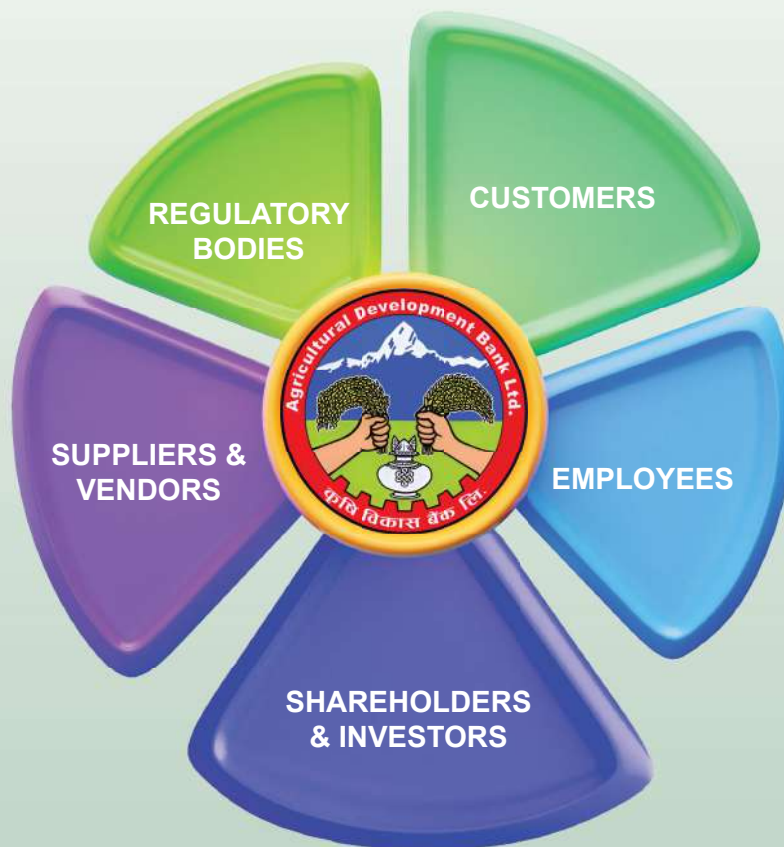 REGULATORY
BODIES
CUSTOMERS
Agricultural Development Bank Ltd.
कृषि विकास बैंक लि.
SUPPLIERS &
VENDORS
EMPLOYEES
SHAREHOLDERS
& INVESTORS